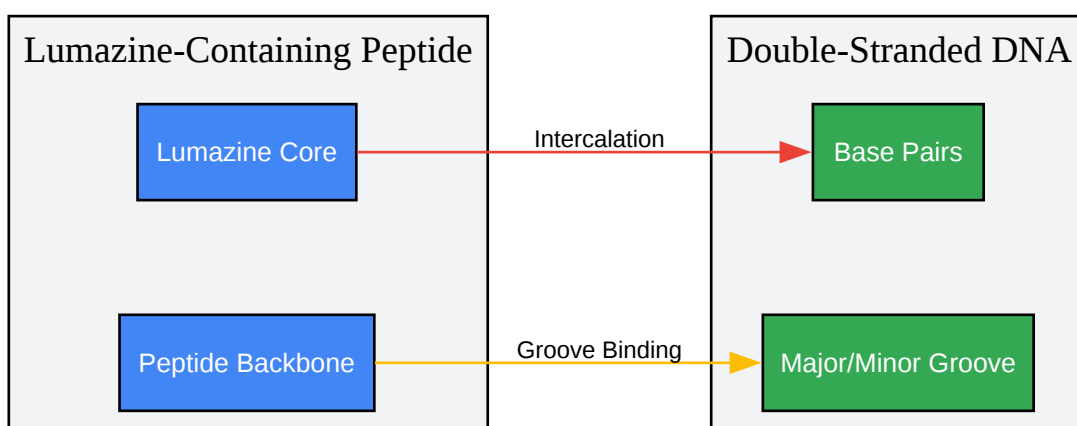 Lumazine-Containing Peptide
Double-Stranded DNA
Lumazine Core
Intercalation
Base Pairs
Peptide Backbone
Groove Binding
Major/Minor Groove